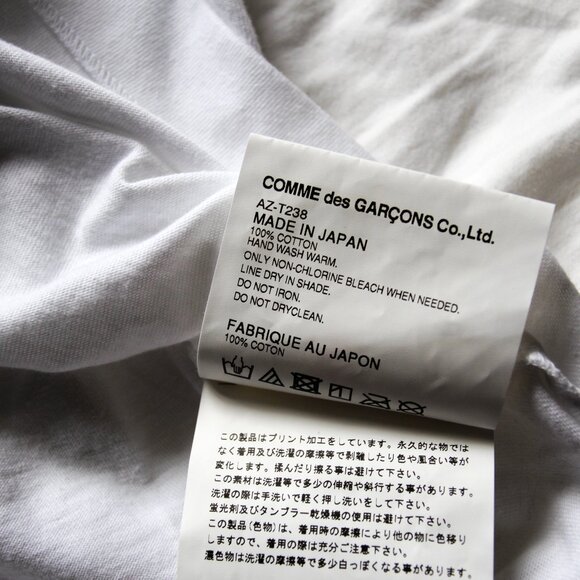 COMME des GARÇONS Co.,Ltd.
AZ-T238
MADE IN JAPAN
100% COTTON
HAND WASH WARM.
ONLY NON-CHLORINE BLEACH WHEN NEEDED.
LINE DRY IN SHADE.
DO NOT IRON.
DO NOT DRYCLEAN.
FABRIQUE AU JAPON
100% COTON
この製品はプリント加工をしています。永久的な物では
なく着用及び洗濯の摩擦等で剥離したり色や風合い等が
変化します。揉んだり擦る事は避けて下さい。
この素材は洗濯等で多少の伸縮や斜行する事があります。
洗濯の際は手洗いで軽く押し洗いをして下さい。
蛍光剤及びタンブラー乾燥機の使用は避けて下さい。
この製品(色物)は、着用時の摩擦により他の物に色移り
しますので、着用の際は充分ご注意下さい。
濃色物は洗濯の摩擦等で多少白っぽくなる事があります。